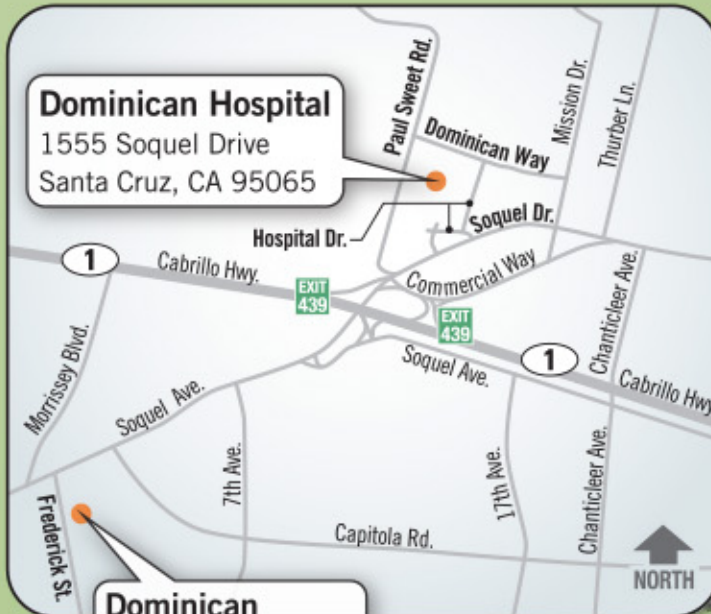 Dominican Hospital
1555 Soquel Drive
Santa Cruz, CA 95065
Paul Sweet Rd.
Dominican Way
Mission Dr.
Thurber Ln.
Hospital Dr.
Soquel Dr.
1
Cabrillo Hwy.
EXIT
439
Commercial Way
EXIT
439
Chanticleer Ave.
Morrissey Blvd.
Soquel Ave.
Soquel Ave.
1
Cabrillo Hwy
7th Ave.
17th Ave.
Chanticleer Ave.
Frederick St.
Capitola Rd.
NORTH
Dominican